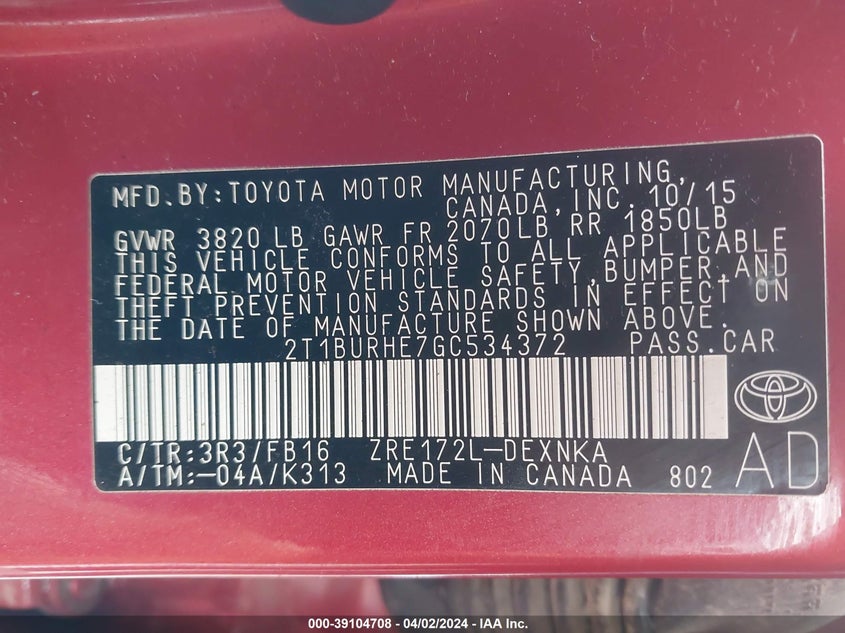 MFD.BY:TOYOTA MOTOR MANUFACTURING,
CANADA,INC. 10/15
GVWR 3820 LB GAWR FR 2070LB RR 1850LB
THIS VEHICLE CONFORMS TO ALL APPLICABLE
FEDERAL MOTOR VEHICLE SAFETY,BUMPER,AND
THEFT PREVENTION STANDARDS IN EFFECT ON
THE DATE OF MANUFACTURE SHOWN ABOVE.
2T1BURHE7GC534372 PASS.CAR
C/TR:3R3/FB16 ZRE172L-DEXNKA
A/TM:-04A/K313 MADE IN CANADA 802
AD
000-39104708 - 04/02/2024 - IAA Inc.